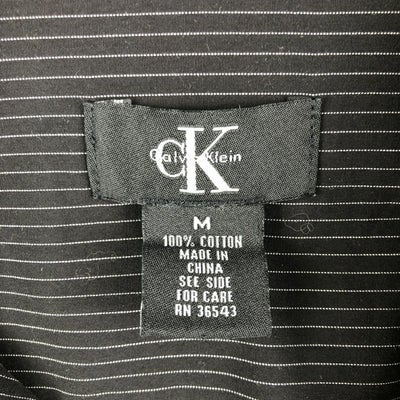 CK
Calvin Klein
M
100% COTTON
MADE IN
CHINA
SEE SIDE
FOR CARE
RN 36543